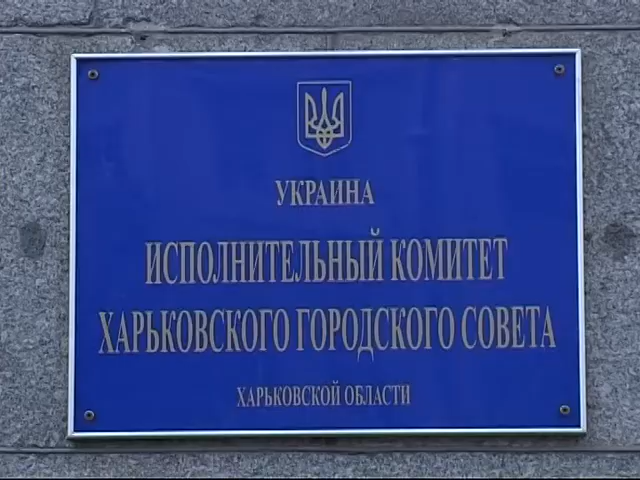 УКРАИНА
ИСПОЛНИТЕЛЬНЫЙ КОМИТЕТ
ХАРЬКОВСКОГО ГОРОДСКОГО СОВЕТА
ХАРЬКОВСКОЙ ОБЛАСТИ